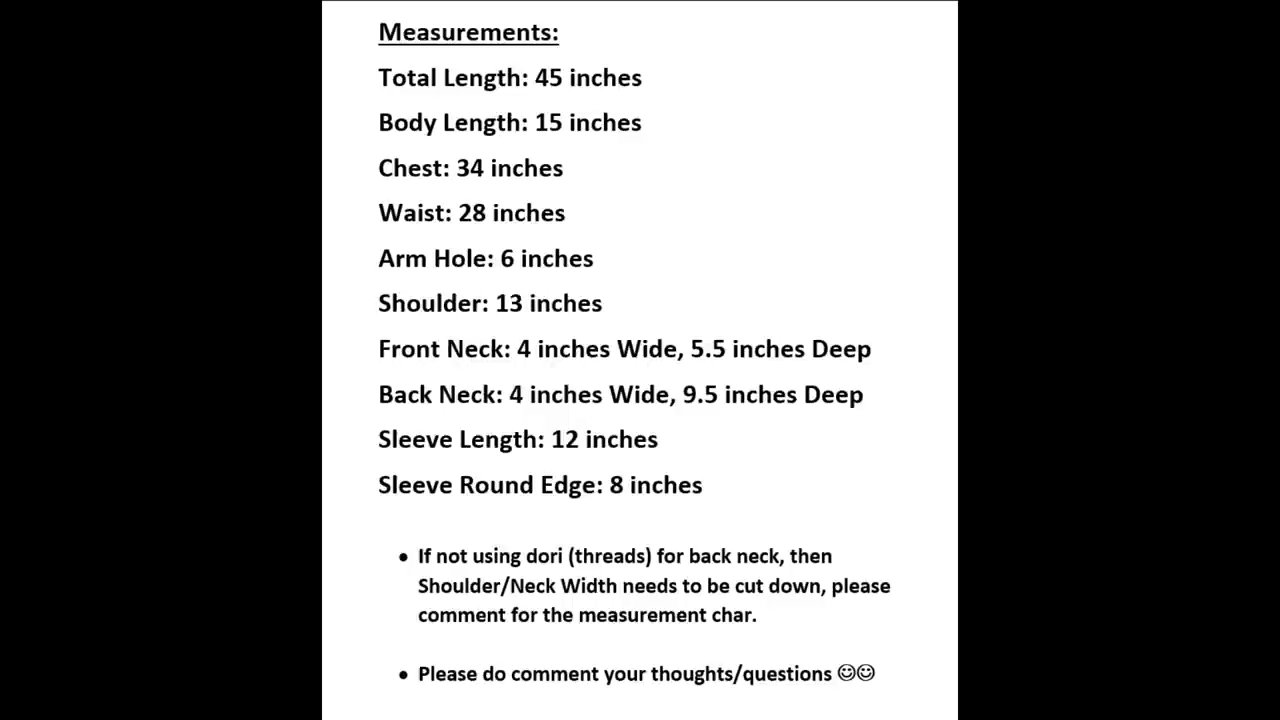 Measurements:
Total Length: 45 inches
Body Length: 15 inches
Chest: 34 inches
Waist: 28 inches
Arm Hole: 6 inches
Shoulder: 13 inches
Front Neck: 4 inches Wide, 5.5 inches Deep
Back Neck: 4 inches Wide, 9.5 inches Deep
Sleeve Length: 12 inches
Sleeve Round Edge: 8 inches
• If not using dori (threads) for back neck, then
Shoulder/Neck Width needs to be cut down, please
comment for the measurement char.
• Please do comment your thoughts/questions ☺☺